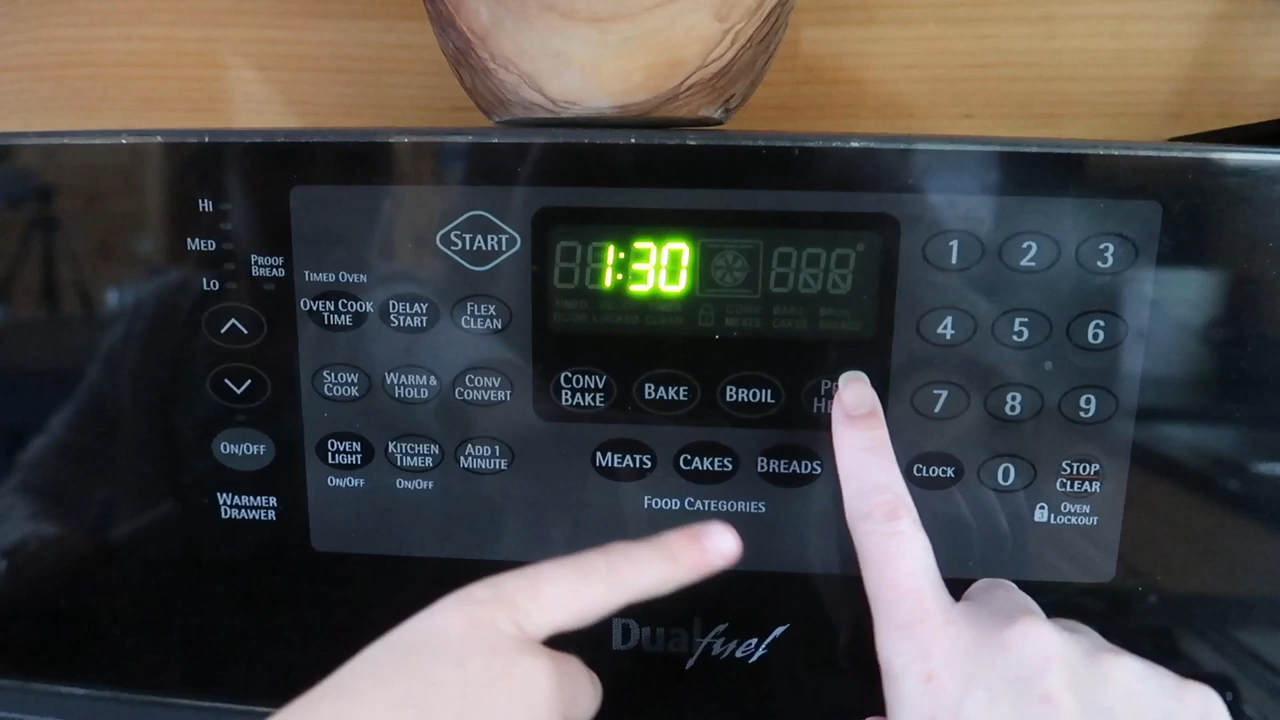 HI
MED
PROOF
BREAD
LO
ON/OFF
WARMER
DRAWER
START
TIMED OVEN
OVEN COOK
TIME
DELAY
START
FLEX
CLEAN
SLOW
COOK
WARM &
HOLD
CONV
CONVERT
OVEN
LIGHT
ON/OFF
KITCHEN
TIMER
ON/OFF
ADD 1
MINUTE
1:30
CONV
BAKE
BAKE
BROIL
MEATS
CAKES
BREADS
FOOD CATEGORIES
1
2
3
4
5
6
7
8
9
CLOCK
0
STOP
CLEAR
OVEN
LOCKOUT
Dual fuel